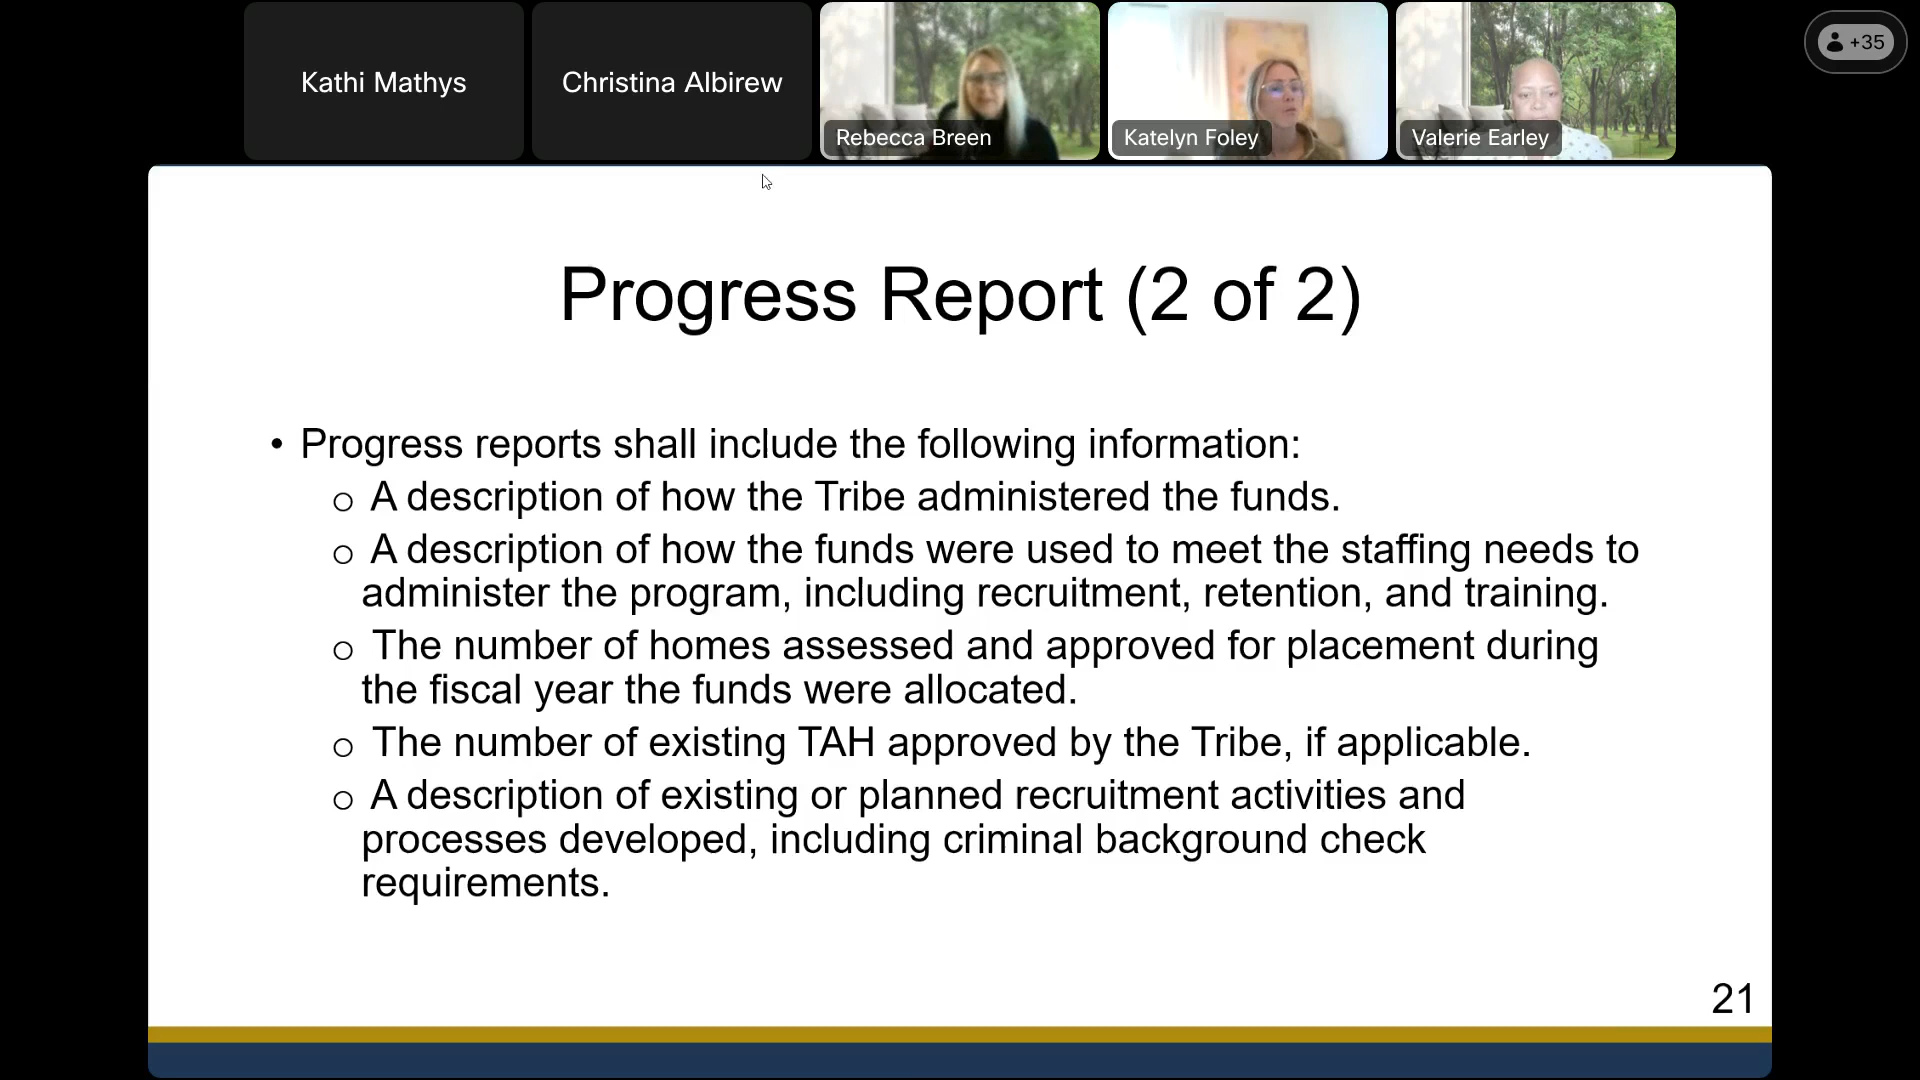 Kathi Mathys
Christina Albirew
Rebecca Breen
Katelyn Foley
Valerie Earley
+35
Progress Report (2 of 2)
• Progress reports shall include the following information:
o A description of how the Tribe administered the funds.
o A description of how the funds were used to meet the staffing needs to
administer the program, including recruitment, retention, and training.
o The number of homes assessed and approved for placement during
the fiscal year the funds were allocated.
o The number of existing TAH approved by the Tribe, if applicable.
o A description of existing or planned recruitment activities and
processes developed, including criminal background check
requirements.
21